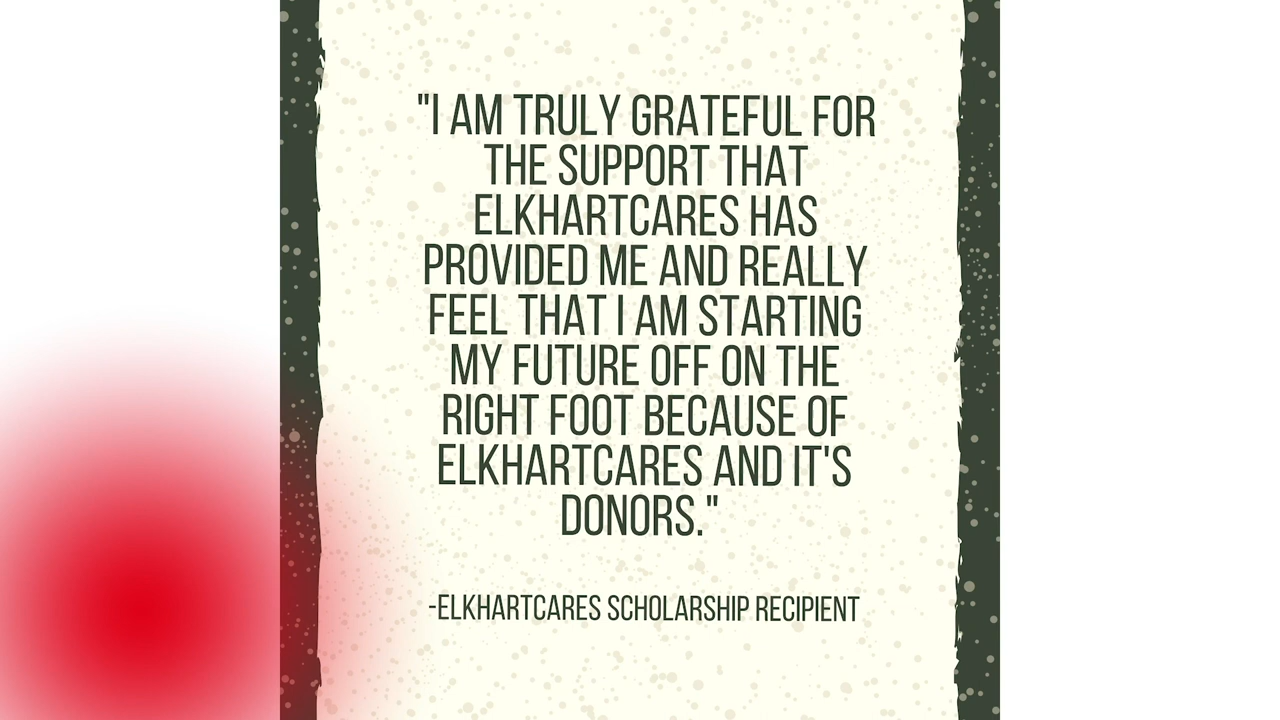 "I AM TRULY GRATEFUL FOR
THE SUPPORT THAT
ELKHARTCARES HAS
PROVIDED ME AND REALLY
FEEL THAT I AM STARTING
MY FUTURE OFF ON THE
RIGHT FOOT BECAUSE OF
ELKHARTCARES AND IT'S
DONORS."
-ELKHARTCARES SCHOLARSHIP RECIPIENT